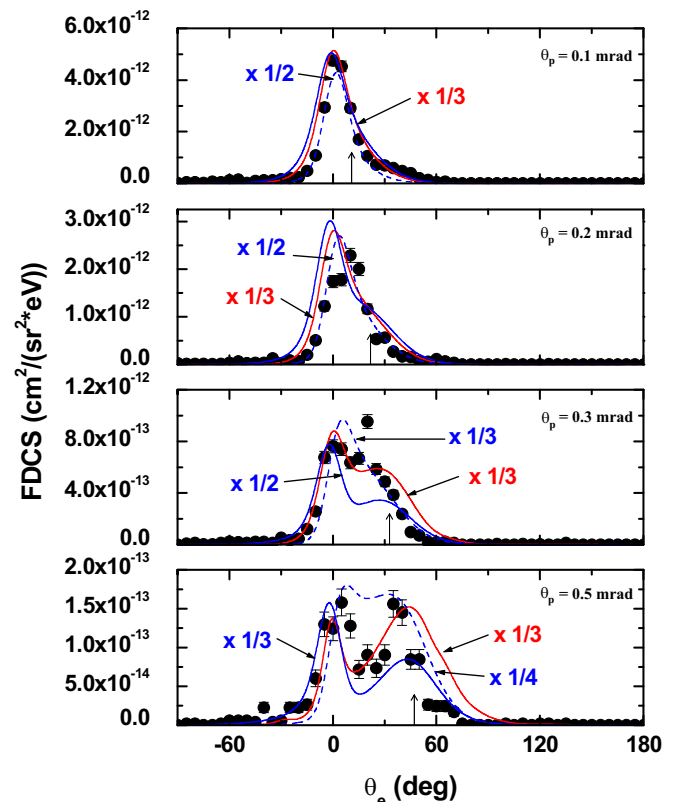 6.0x10-12
4.0x10-12
2.0x10-12
0.0
x 1/2
x 1/3
θp = 0.1 mrad
3.0x10-12
2.0x10-12
1.0x10-12
0.0
x 1/2
x 1/3
θp = 0.2 mrad
1.2x10-12
8.0x10-13
4.0x10-13
0.0
x 1/3
x 1/2
x 1/3
θp = 0.3 mrad
2.0x10-13
1.5x10-13
1.0x10-13
5.0x10-14
0.0
x 1/3
x 1/3
x 1/4
θp = 0.5 mrad
-60 0 60 120 180
θe (deg)
FDCS (cm2/(sr2*eV))